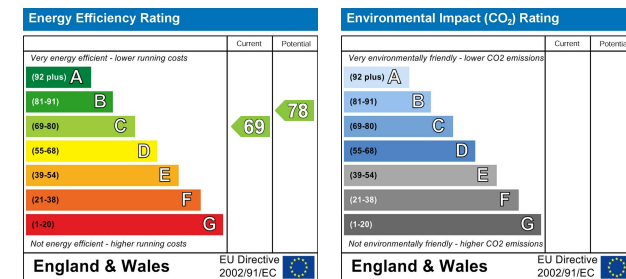 Energy Efficiency Rating
Current Potential
Very energy efficient - lower running costs
(92 plus) A
(81-91) B
(69-80) C
(55-68) D
(39-54) E
(21-38) F
(1-20) G
69
78
Not energy efficient - higher running costs
England & Wales
EU Directive
2002/91/EC
Environmental Impact (CO₂) Rating
Current Potential
Very environmentally friendly - lower CO2 emissions
(92 plus) A
(81-91) B
(69-80) C
(55-68) D
(39-54) E
(21-38) F
(1-20) G
Not environmentally friendly - higher CO2 emissions
England & Wales
EU Directive
2002/91/EC